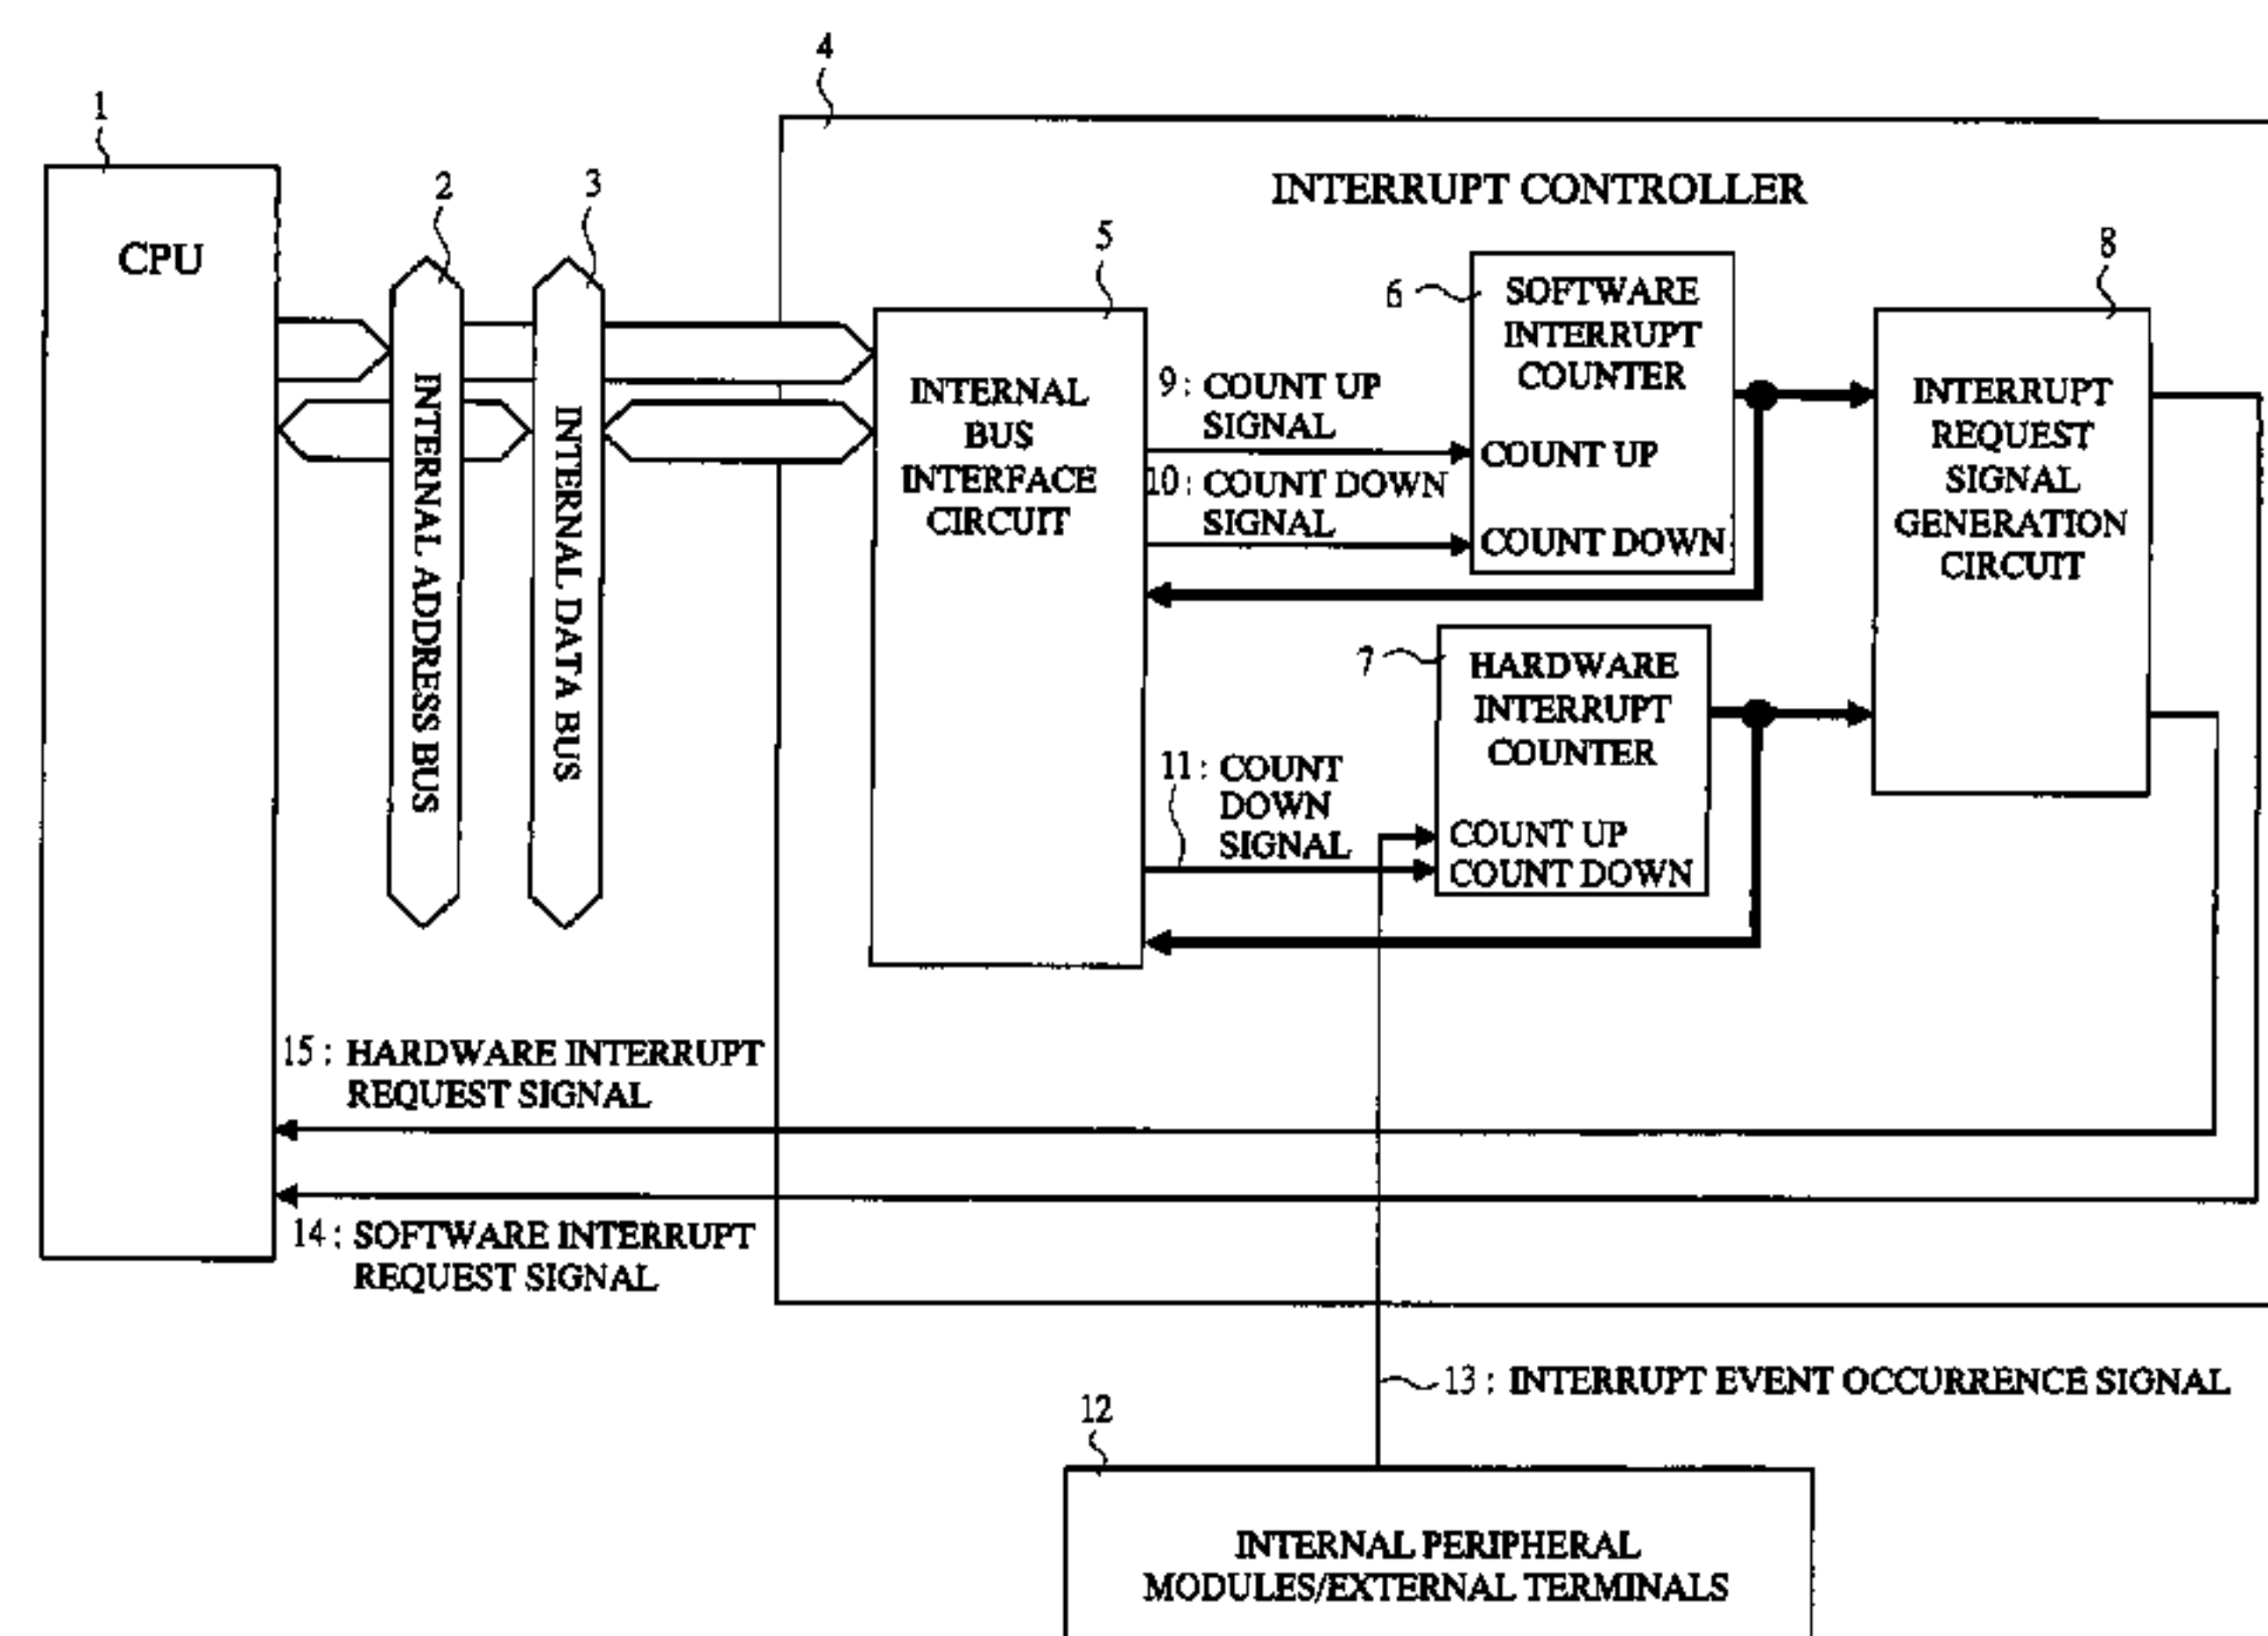 4
1
INTERRUPT CONTROLLER
2
3
CPU
5
8
6
SOFTWARE
INTERRUPT
COUNTER
COUNT UP
COUNT DOWN
INTERNAL ADDRESS BUS
INTERNAL DATA BUS
INTERNAL
BUS
INTERFACE
CIRCUIT
9 : COUNT UP
SIGNAL
10 : COUNT DOWN
SIGNAL
INTERRUPT
REQUEST
SIGNAL
GENERATION
CIRCUIT
7
HARDWARE
INTERRUPT
COUNTER
COUNT UP
COUNT DOWN
11 : COUNT
DOWN
SIGNAL
15 : HARDWARE INTERRUPT
REQUEST SIGNAL
14 : SOFTWARE INTERRUPT
REQUEST SIGNAL
13 : INTERRUPT EVENT OCCURRENCE SIGNAL
12
INTERNAL PERIPHERAL
MODULES/EXTERNAL TERMINALS